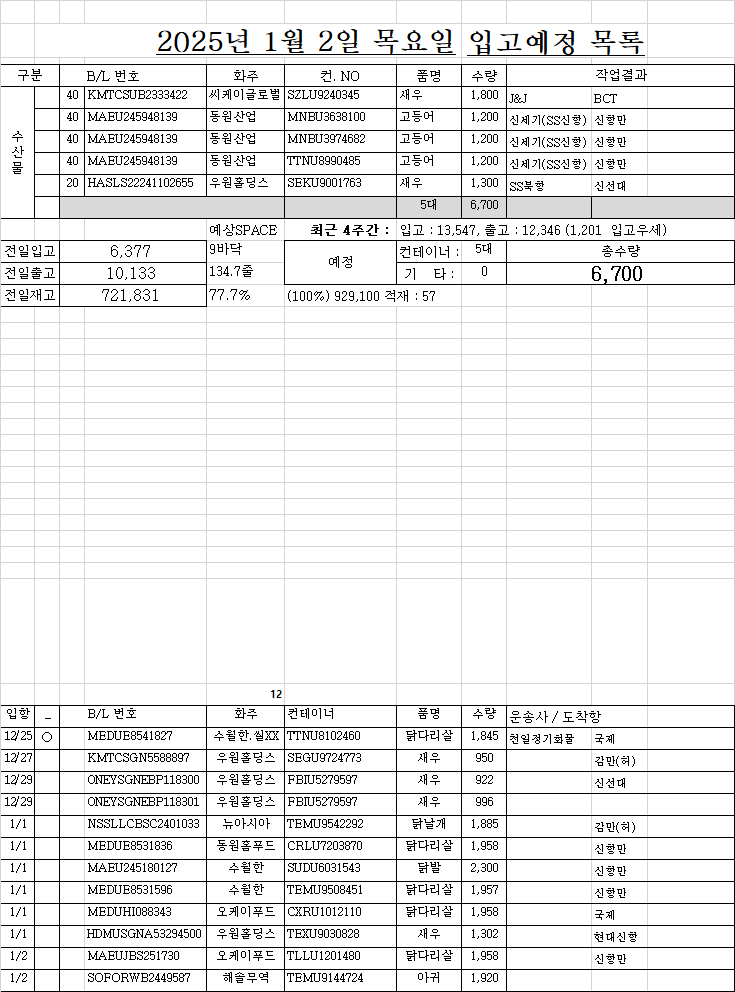 2025년 1월 2일 목요일 입고예정 목록
구분 B/L 번호 화주 컨. NO 품명 수량 작업결과
수산물
40 KMTCSUB2333422 씨케이글로벌 SZLU9240345 새우 1,800 J&J BCT
40 MAEU245948139 동원산업 MNBU3638100 고등어 1,200 신세기(SS신항) 신항만
40 MAEU245948139 동원산업 MNBU3974682 고등어 1,200 신세기(SS신항) 신항만
40 MAEU245948139 동원산업 TTNU8990485 고등어 1,200 신세기(SS신항) 신항만
20 HASLS22241102655 우원홀딩스 SEKU9001763 새우 1,300 SS북항 신선대
5대 6,700
예상SPACE 최근 4주간 : 입고 : 13,547, 출고 : 12,346 (1,201 입고우세)
전일입고 6,377 9바닥 예정 컨테이너 : 5대 총수량
전일출고 10,133 134.7줄 기 타 : 0 6,700
전일재고 721,831 77.7% (100%) 929,100 적재 : 57
12
입항 _ B/L 번호 화주 컨테이너 품명 수량 운송사 / 도착항
12/25 ○ MEDUE8541827 수월한.실XX TTNU8102460 닭다리살 1,845 천일정기화물 국제
12/27 KMTCSGN5588897 우원홀딩스 SEGU9724773 새우 950 감만(허)
12/29 ONEYSGNEBP118300 우원홀딩스 FBIU5279597 새우 922 신선대
12/29 ONEYSGNEBP118301 우원홀딩스 FBIU5279597 새우 996
1/1 NSSLLCBSC2401033 뉴아시아 TEMU9542292 닭날개 1,885 감만(허)
1/1 MEDUE8531836 동원홈푸드 CRLU7203870 닭다리살 1,958 신항만
1/1 MAEU245180127 수월한 SUDU6031543 닭발 2,300 신항만
1/1 MEDUE8531596 수월한 TEMU9508451 닭다리살 1,957 신항만
1/1 MEDUHI088343 오케이푸드 CXRU1012110 닭다리살 1,958 국제
1/1 HDMUSGNA53294500 우원홀딩스 TEXU9030828 새우 1,302 현대신항
1/2 MAEUJBS251730 오케이푸드 TLLU1201480 닭다리살 1,958 신항만
1/2 SOFORWB2449587 해솔무역 TEMU9144724 아귀 1,920